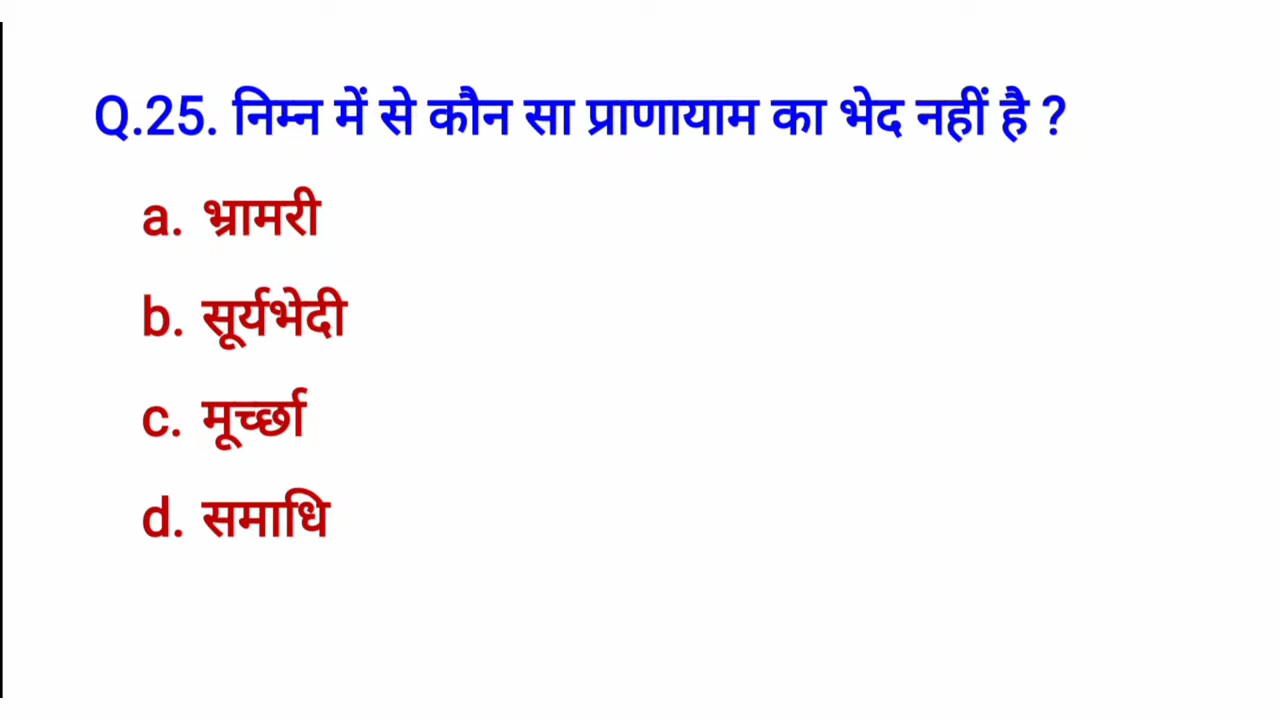 Q.25. निम्न में से कौन सा प्राणायाम का भेद नहीं है ?
a. भ्रामरी
b. सूर्यभेदी
c. मूर्च्छा
d. समाधि